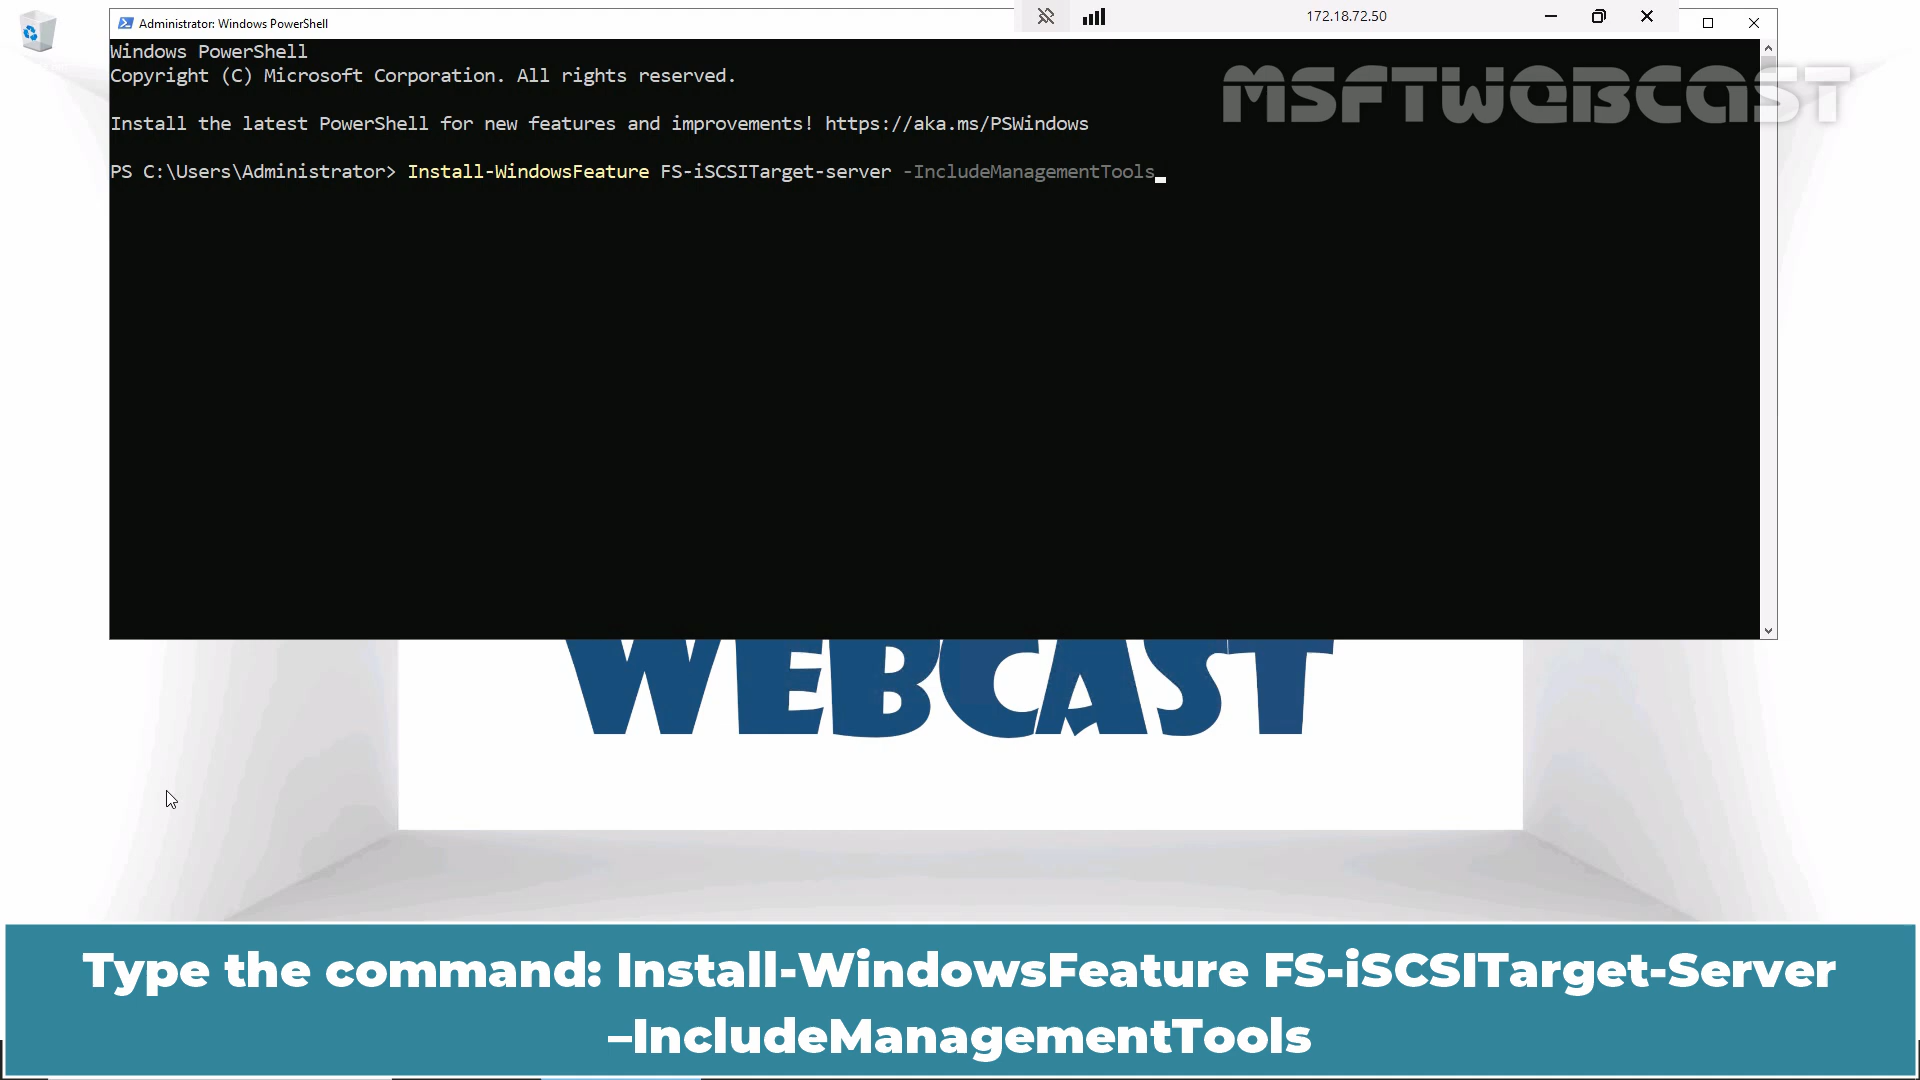 Administrator: Windows PowerShell
172.18.72.50
Windows PowerShell
Copyright (C) Microsoft Corporation. All rights reserved.
MSFTWEBCAST
Install the latest PowerShell for new features and improvements! https://aka.ms/PSWindows
PS C:\Users\Administrator> Install-WindowsFeature FS-iSCSITarget-server -IncludeManagementTools
WEBCAST
Type the command: Install-WindowsFeature FS-iSCSITarget-Server
–IncludeManagementTools